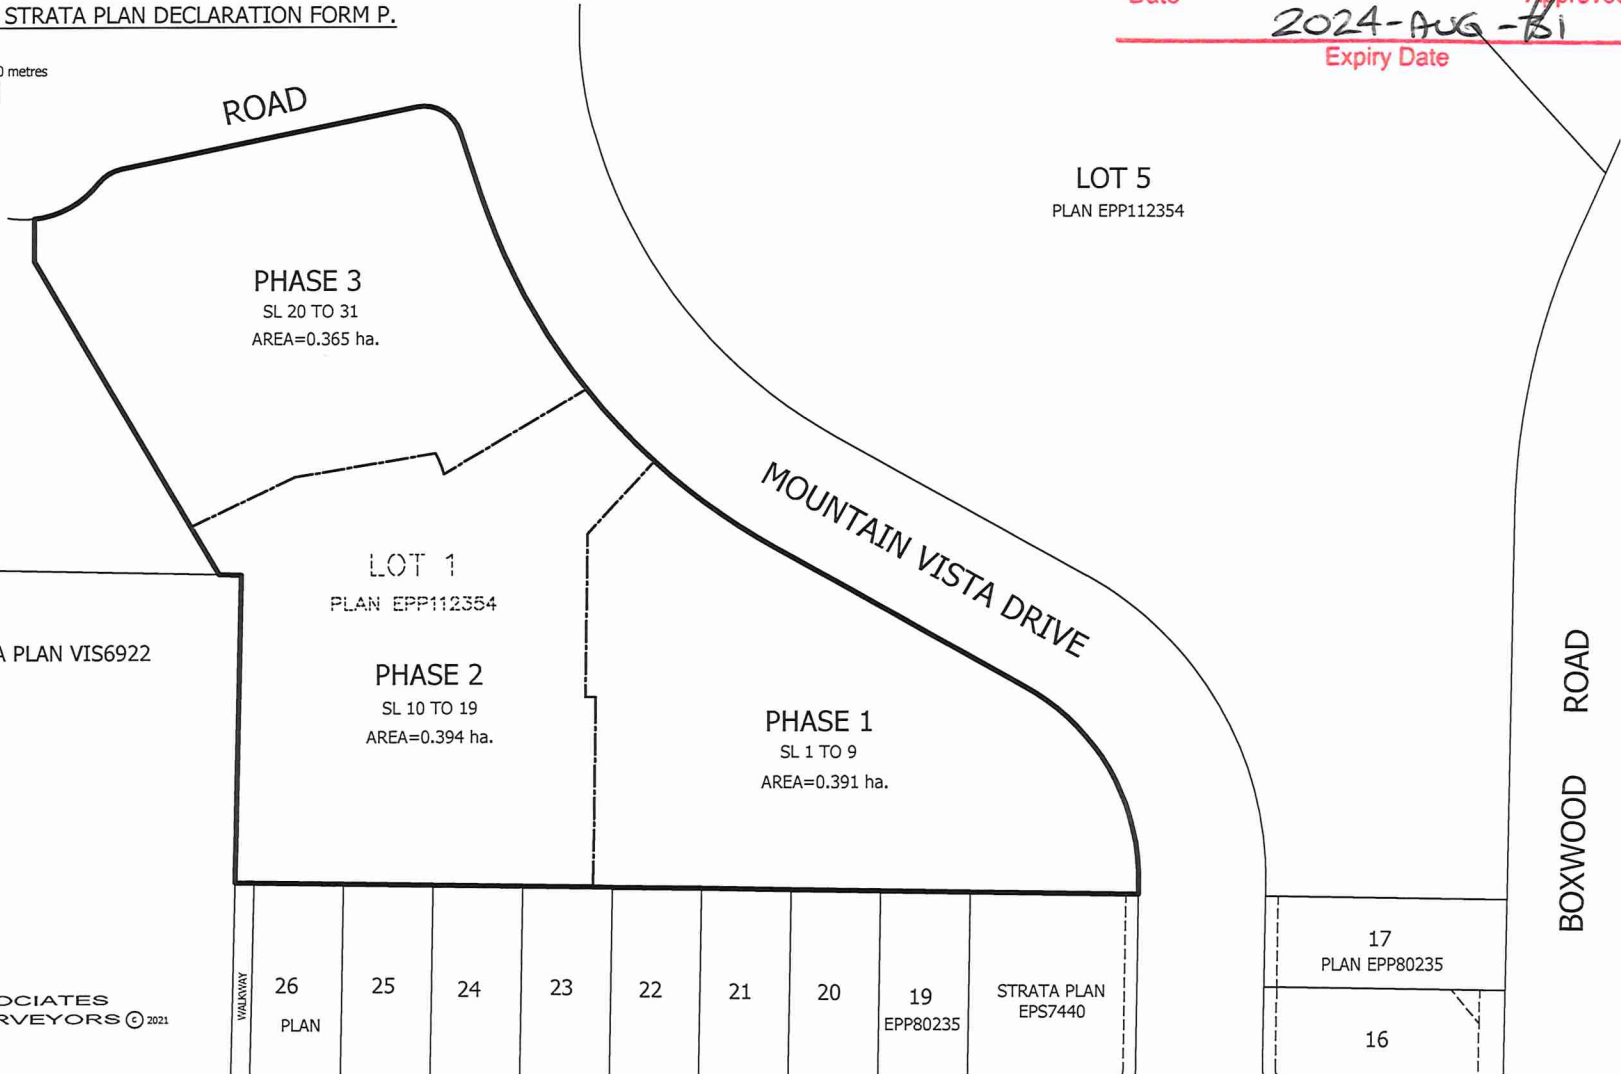 STRATA PLAN DECLARATION FORM P.
metres
2024-AUG-31
Expiry Date
ROAD
LOT 5
PLAN EPP112354
PHASE 3
SL 20 TO 31
AREA=0.365 ha.
MOUNTAIN VISTA DRIVE
LOT 1
PLAN EPP112354
PLAN VIS6922
PHASE 2
SL 10 TO 19
AREA=0.394 ha.
PHASE 1
SL 1 TO 9
AREA=0.391 ha.
BOXWOOD ROAD
17
PLAN EPP80235
WALKWAY
26
PLAN
25
24
23
22
21
20
19
EPP80235
STRATA PLAN
EPS7440
16
OCIATES
RVEYORS © 2021